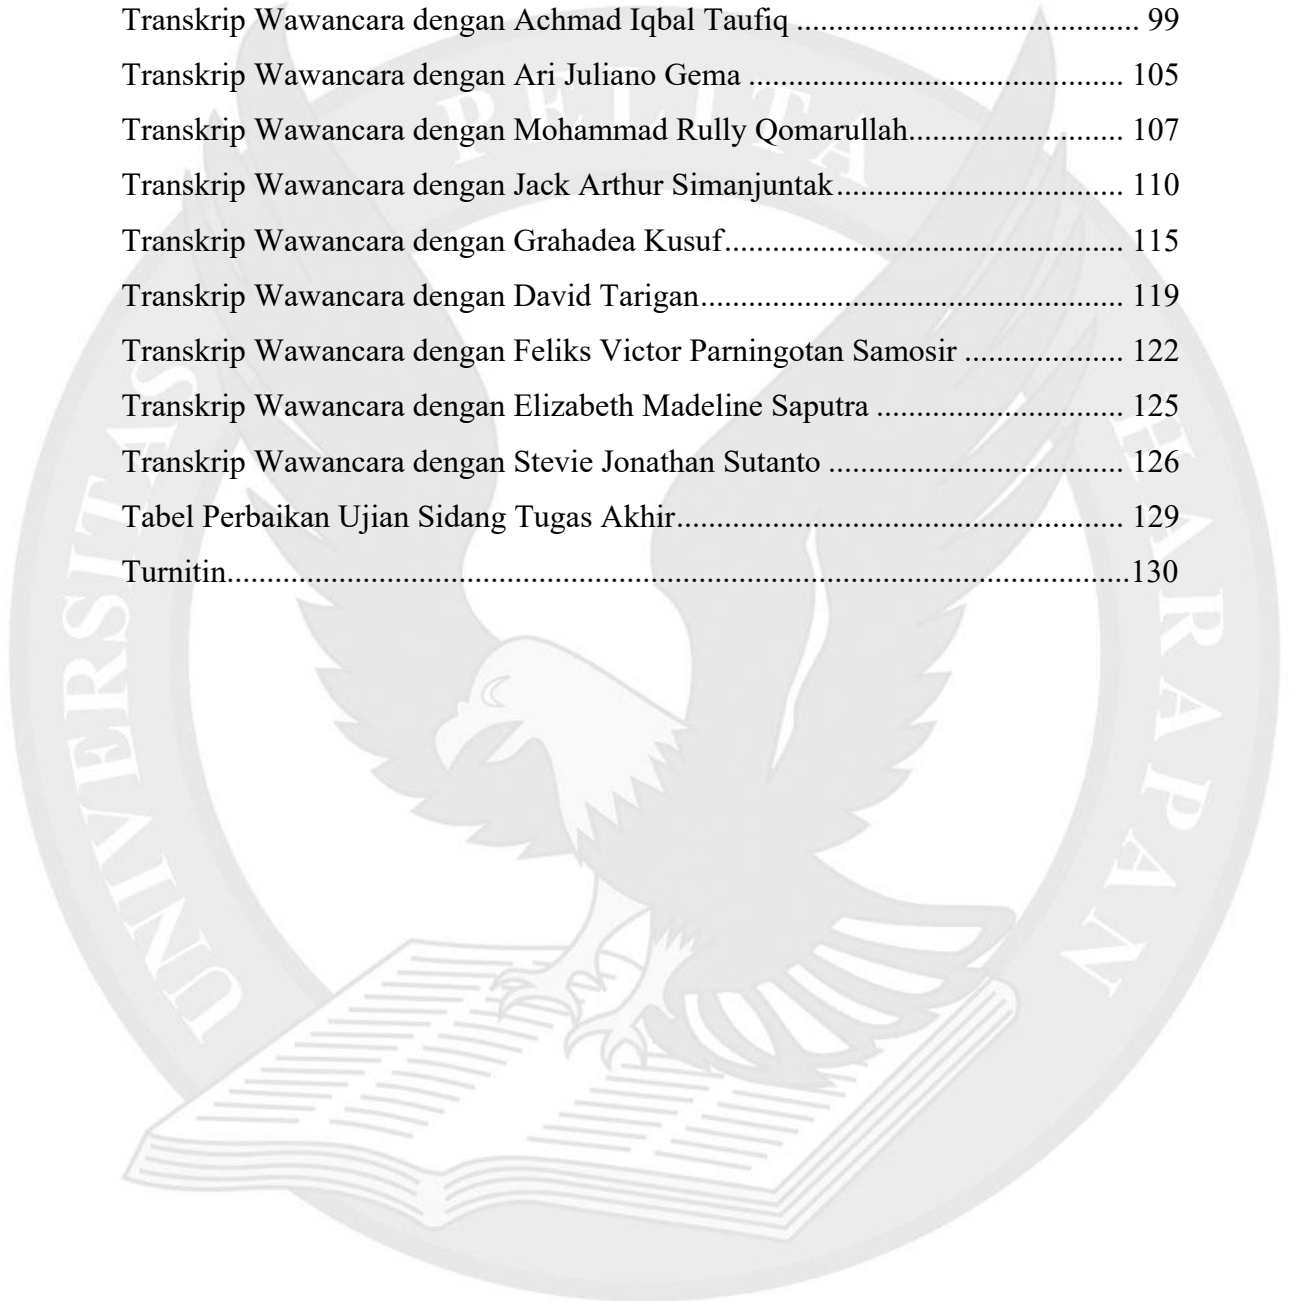 Transkrip Wawancara dengan Achmad Iqbal Taufiq ........................................... 99
Transkrip Wawancara dengan Ari Juliano Gema ............................................... 105
Transkrip Wawancara dengan Mohammad Rully Qomarullah........................... 107
Transkrip Wawancara dengan Jack Arthur Simanjuntak.................................... 110
Transkrip Wawancara dengan Grahadea Kusuf.................................................. 115
Transkrip Wawancara dengan David Tarigan..................................................... 119
Transkrip Wawancara dengan Feliks Victor Parningotan Samosir .................... 122
Transkrip Wawancara dengan Elizabeth Madeline Saputra ............................... 125
Transkrip Wawancara dengan Stevie Jonathan Sutanto ..................................... 126
Tabel Perbaikan Ujian Sidang Tugas Akhir........................................................ 129
Turnitin.................................................................................................................130
UNIVERSITAS PELITA HARAPAN